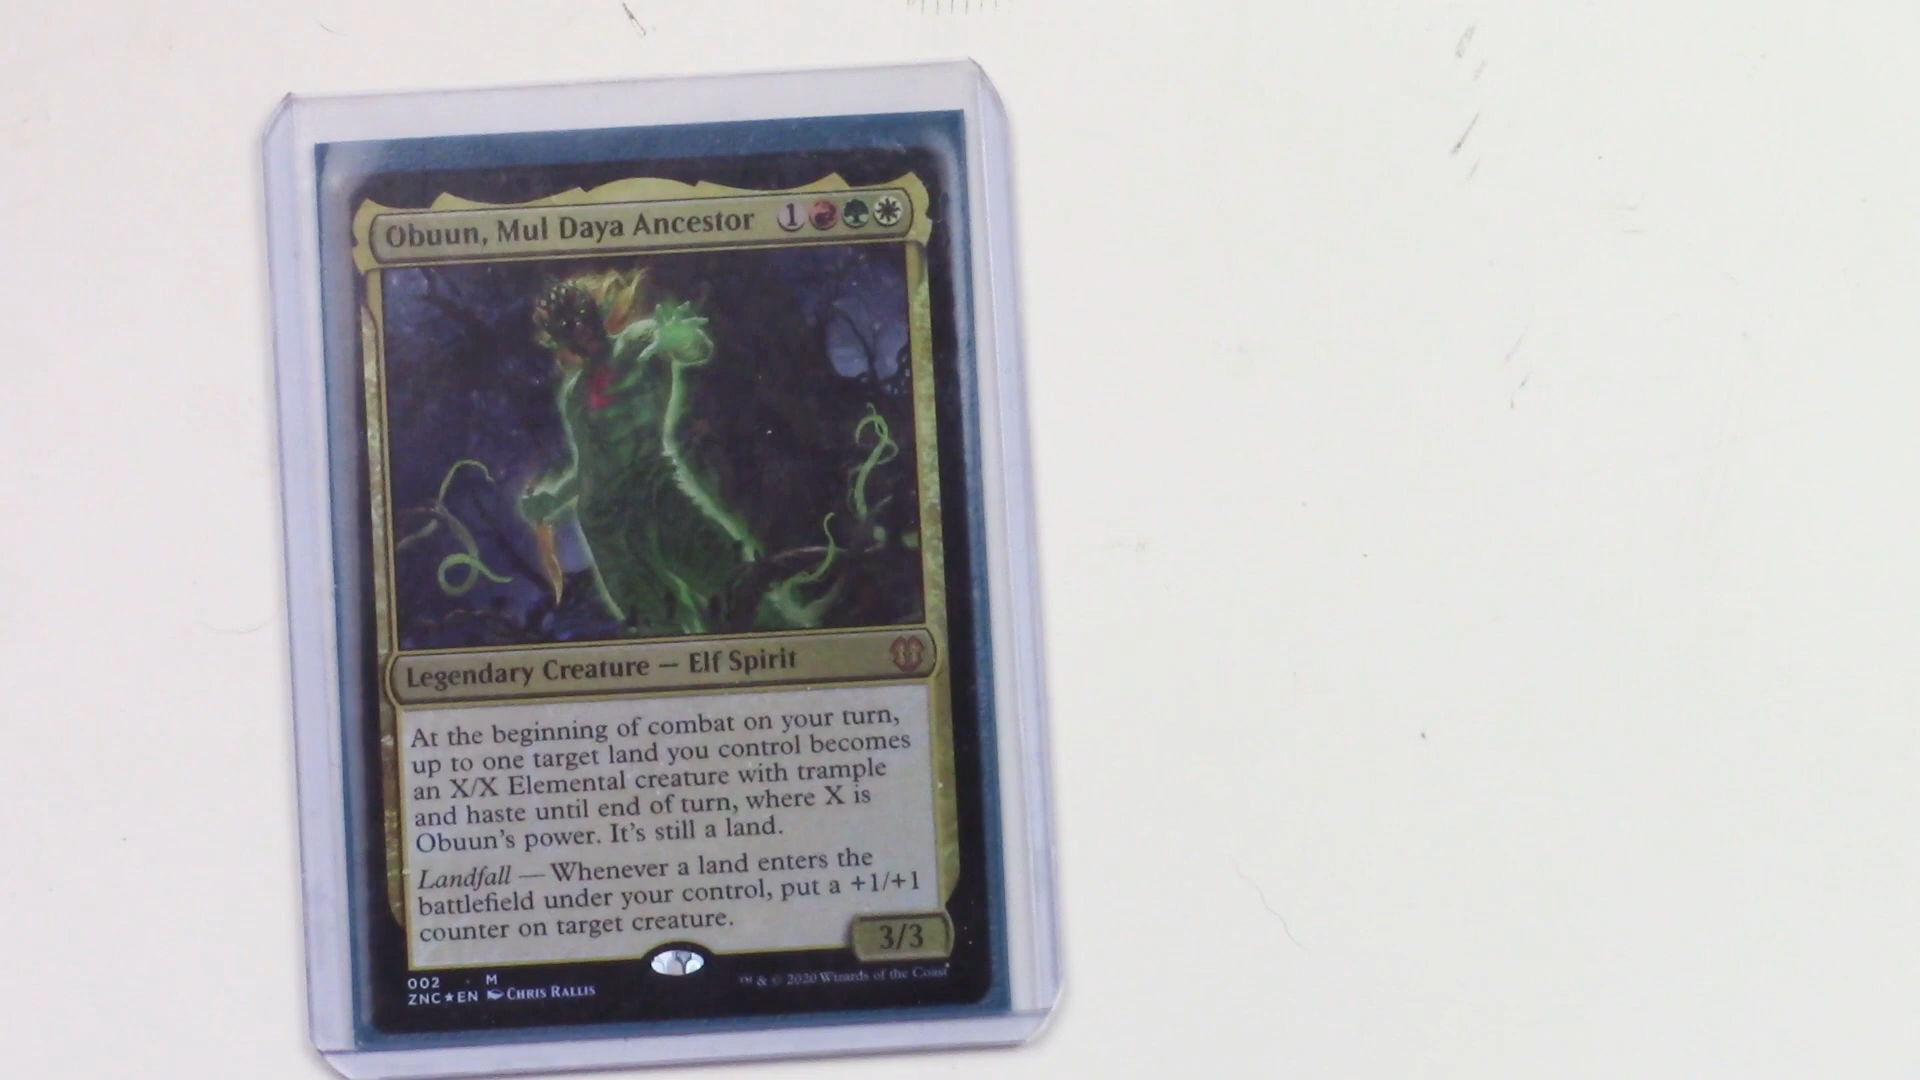 Obuun, Mul Daya Ancestor 1
Legendary Creature — Elf Spirit
At the beginning of combat on your turn,
up to one target land you control becomes
an X/X Elemental creature with trample
and haste until end of turn, where X is
Obuun's power. It's still a land.
Landfall — Whenever a land enters the
battlefield under your control, put a +1/+1
counter on target creature.
3/3
002 M
ZNC★EN Chris Rallis
™ & © 2020 Wizards of the Coast